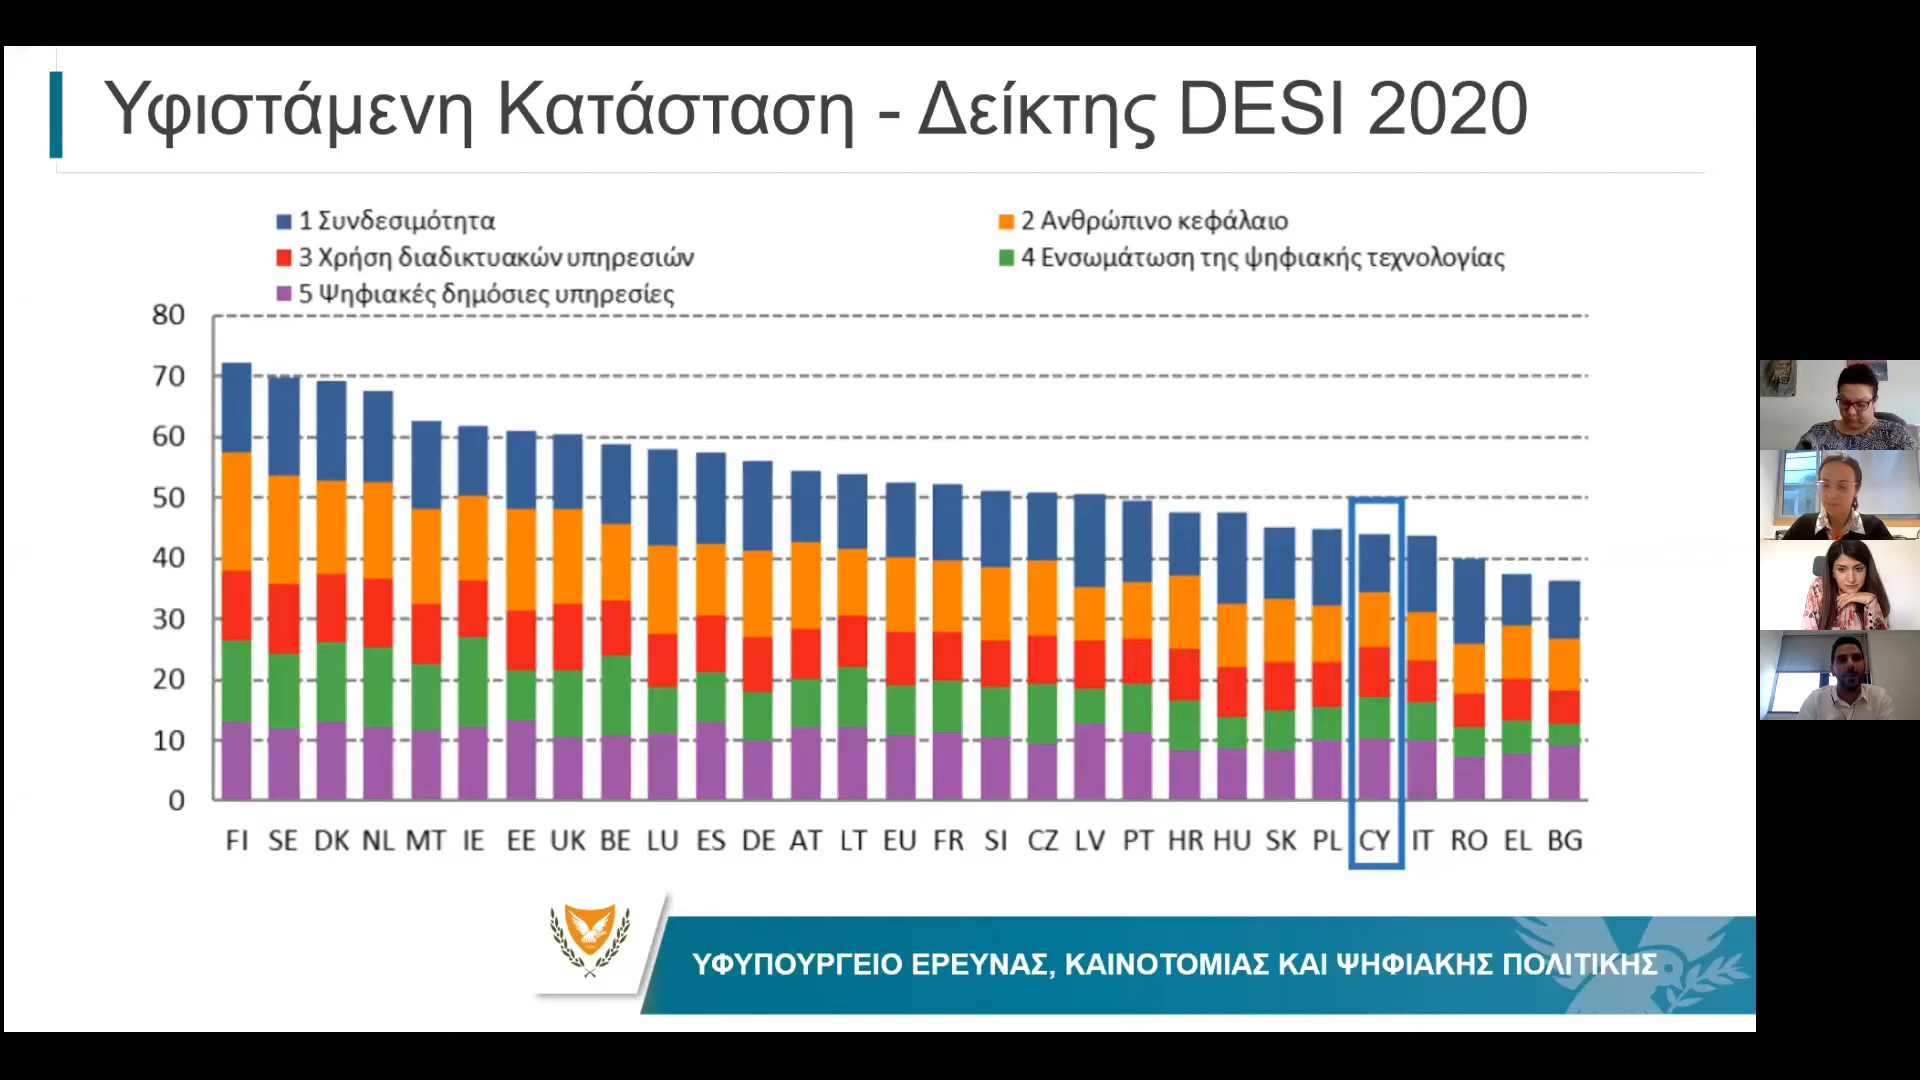 Υφιστάμενη Κατάσταση - Δείκτης DESI 2020
1 Συνδεσιμότητα
2 Ανθρώπινο κεφάλαιο
3 Χρήση διαδικτυακών υπηρεσιών
4 Ενσωμάτωση της ψηφιακής τεχνολογίας
5 Ψηφιακές δημόσιες υπηρεσίες
80
70
60
50
40
30
20
10
0
FI SE DK NL MT IE EE UK BE LU ES DE AT LT EU FR SI CZ LV PT HR HU SK PL CY IT RO EL BG
ΥΦΥΠΟΥΡΓΕΙΟ ΕΡΕΥΝΑΣ, ΚΑΙΝΟΤΟΜΙΑΣ ΚΑΙ ΨΗΦΙΑΚΗΣ ΠΟΛΙΤΙΚΗΣ